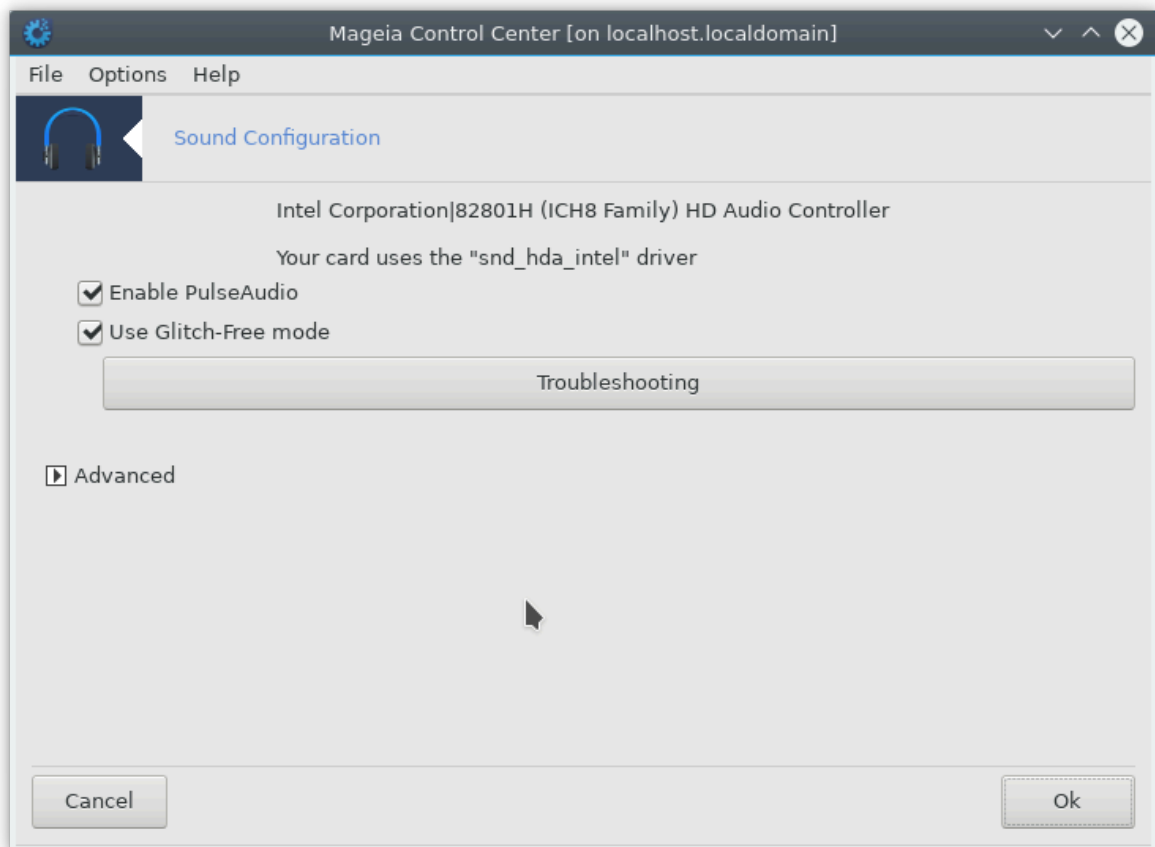 Mageia Control Center [on localhost.localdomain]
File Options Help
Sound Configuration
Intel Corporation|82801H (ICH8 Family) HD Audio Controller
Your card uses the "snd_hda_intel" driver
Enable PulseAudio
Use Glitch-Free mode
Troubleshooting
Advanced
Cancel Ok